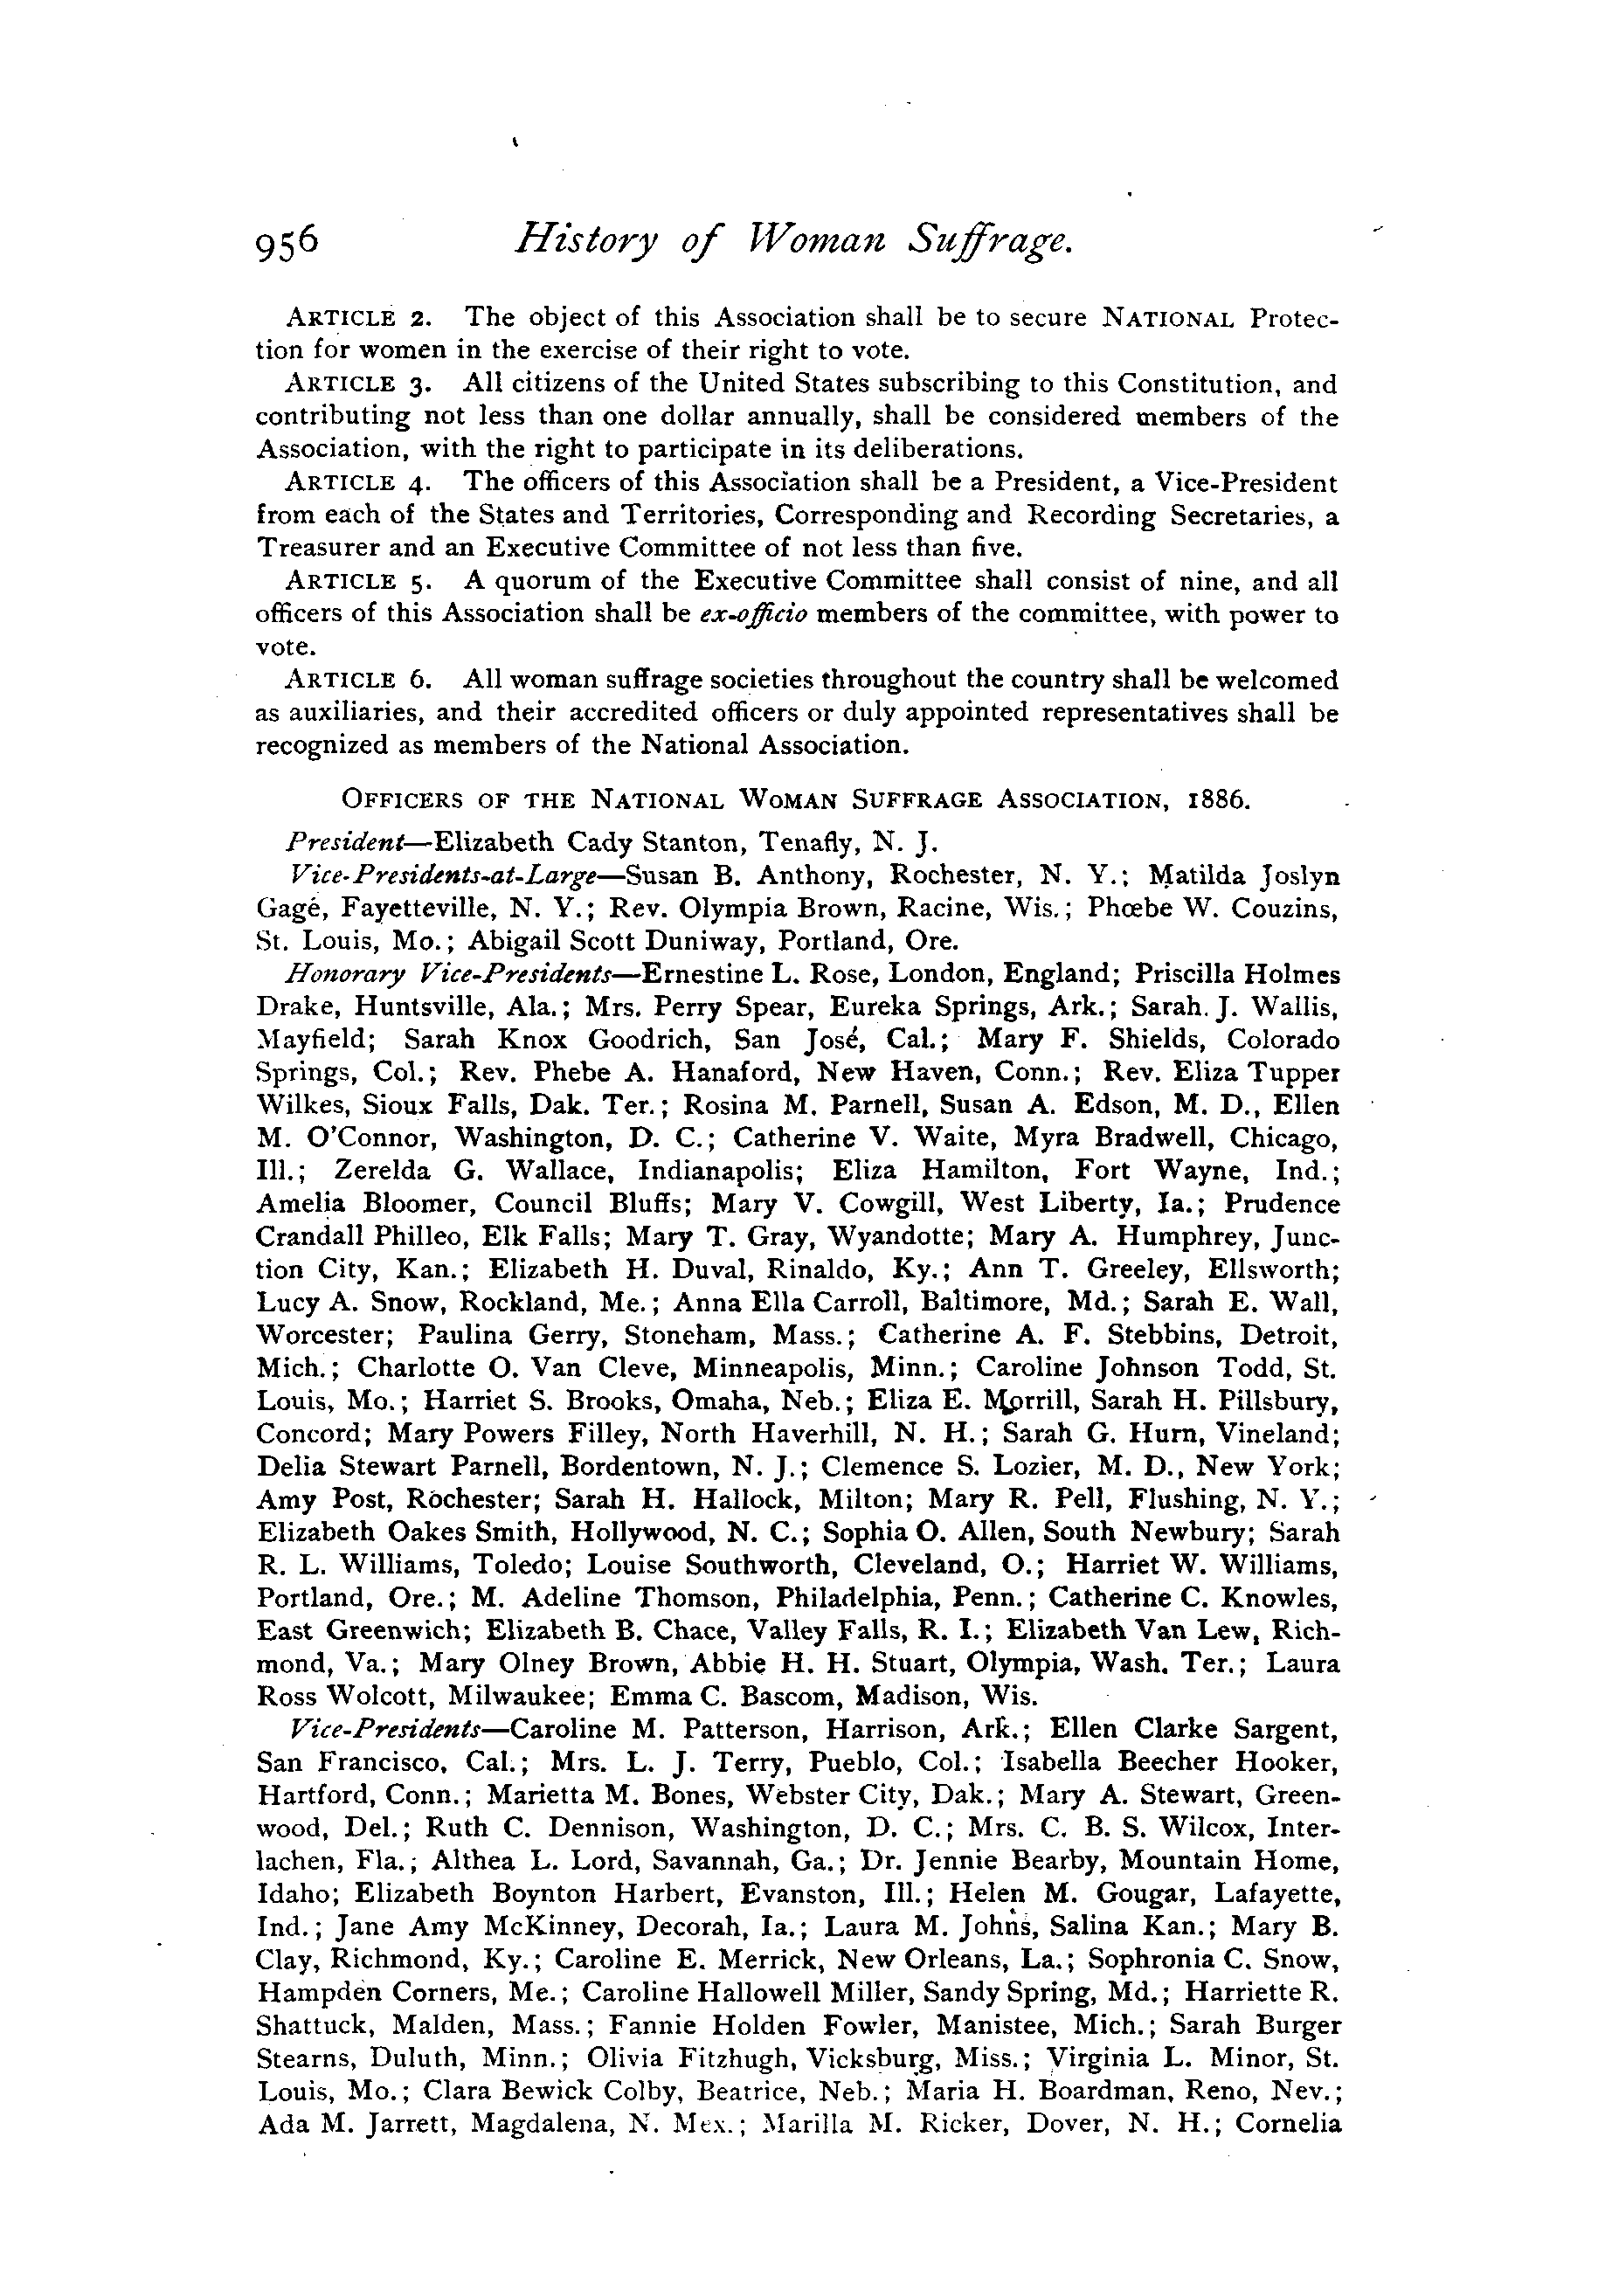 956 History of Woman Suffrage.
ARTICLE 2. The object of this Association shall be to secure NATIONAL Protec-
tion for women in the exercise of their right to vote.
ARTICLE 3. All citizens of the United States subscribing to this Constitution, and
contributing not less than one dollar annually, shall be considered members of the
Association, with the right to participate in its deliberations.
ARTICLE 4. The officers of this Association shall be a President, a Vice-President
from each of the States and Territories, Corresponding and Recording Secretaries, a
Treasurer and an Executive Committee of not less than five.
ARTICLE 5. A quorum of the Executive Committee shall consist of nine, and all
officers of this Association shall be ex-officio members of the committee, with power to
vote.
ARTICLE 6. All woman suffrage societies throughout the country shall be welcomed
as auxiliaries, and their accredited officers or duly appointed representatives shall be
recognized as members of the National Association.
OFFICERS OF THE NATIONAL WOMAN SUFFRAGE ASSOCIATION, 1886.
President—Elizabeth Cady Stanton, Tenafly, N. J.
Vice-Presidents-at-Large—Susan B. Anthony, Rochester, N. Y.; Matilda Joslyn
Gage, Fayetteville, N. Y.; Rev. Olympia Brown, Racine, Wis.; Phœbe W. Couzins,
St. Louis, Mo.; Abigail Scott Duniway, Portland, Ore.
Honorary Vice-Presidents—Ernestine L. Rose, London, England; Priscilla Holmes
Drake, Huntsville, Ala.; Mrs. Perry Spear, Eureka Springs, Ark.; Sarah J. Wallis,
Mayfield; Sarah Knox Goodrich, San José, Cal.; Mary F. Shields, Colorado
Springs, Col.; Rev. Phebe A. Hanaford, New Haven, Conn.; Rev. Eliza Tupper
Wilkes, Sioux Falls, Dak. Ter.; Rosina M. Parnell, Susan A. Edson, M. D., Ellen
M. O'Connor, Washington, D. C.; Catherine V. Waite, Myra Bradwell, Chicago,
Ill.; Zerelda G. Wallace, Indianapolis; Eliza Hamilton, Fort Wayne, Ind.;
Amelia Bloomer, Council Bluffs; Mary V. Cowgill, West Liberty, Ia.; Prudence
Crandall Philleo, Elk Falls; Mary T. Gray, Wyandotte; Mary A. Humphrey, Junc-
tion City, Kan.; Elizabeth H. Duval, Rinaldo, Ky.; Ann T. Greeley, Ellsworth;
Lucy A. Snow, Rockland, Me.; Anna Ella Carroll, Baltimore, Md.; Sarah E. Wall,
Worcester; Paulina Gerry, Stoneham, Mass.; Catherine A. F. Stebbins, Detroit,
Mich.; Charlotte O. Van Cleve, Minneapolis, Minn.; Caroline Johnson Todd, St.
Louis, Mo.; Harriet S. Brooks, Omaha, Neb.; Eliza E. Morrill, Sarah H. Pillsbury,
Concord; Mary Powers Filley, North Haverhill, N. H.; Sarah G. Hurn, Vineland;
Delia Stewart Parnell, Bordentown, N. J.; Clemence S. Lozier, M. D., New York;
Amy Post, Rochester; Sarah H. Hallock, Milton; Mary R. Pell, Flushing, N. Y.;
Elizabeth Oakes Smith, Hollywood, N. C.; Sophia O. Allen, South Newbury; Sarah
R. L. Williams, Toledo; Louise Southworth, Cleveland, O.; Harriet W. Williams,
Portland, Ore.; M. Adeline Thomson, Philadelphia, Penn.; Catherine C. Knowles,
East Greenwich; Elizabeth B. Chace, Valley Falls, R. I.; Elizabeth Van Lew, Rich-
mond, Va.; Mary Olney Brown, Abbie H. H. Stuart, Olympia, Wash. Ter.; Laura
Ross Wolcott, Milwaukee; Emma C. Bascom, Madison, Wis.
Vice-Presidents—Caroline M. Patterson, Harrison, Ark.; Ellen Clarke Sargent,
San Francisco, Cal.; Mrs. L. J. Terry, Pueblo, Col.; Isabella Beecher Hooker,
Hartford, Conn.; Marietta M. Bones, Webster City, Dak.; Mary A. Stewart, Green-
wood, Del.; Ruth C. Dennison, Washington, D. C.; Mrs. C. B. S. Wilcox, Inter-
lachen, Fla.; Althea L. Lord, Savannah, Ga.; Dr. Jennie Bearby, Mountain Home,
Idaho; Elizabeth Boynton Harbert, Evanston, Ill.; Helen M. Gougar, Lafayette,
Ind.; Jane Amy McKinney, Decorah, Ia.; Laura M. Johns, Salina Kan.; Mary B.
Clay, Richmond, Ky.; Caroline E. Merrick, New Orleans, La.; Sophronia C. Snow,
Hampden Corners, Me.; Caroline Hallowell Miller, Sandy Spring, Md.; Harriette R.
Shattuck, Malden, Mass.; Fannie Holden Fowler, Manistee, Mich.; Sarah Burger
Stearns, Duluth, Minn.; Olivia Fitzhugh, Vicksburg, Miss.; Virginia L. Minor, St.
Louis, Mo.; Clara Bewick Colby, Beatrice, Neb.; Maria H. Boardman, Reno, Nev.;
Ada M. Jarrett, Magdalena, N. Mex.; Marilla M. Ricker, Dover, N. H.; Cornelia